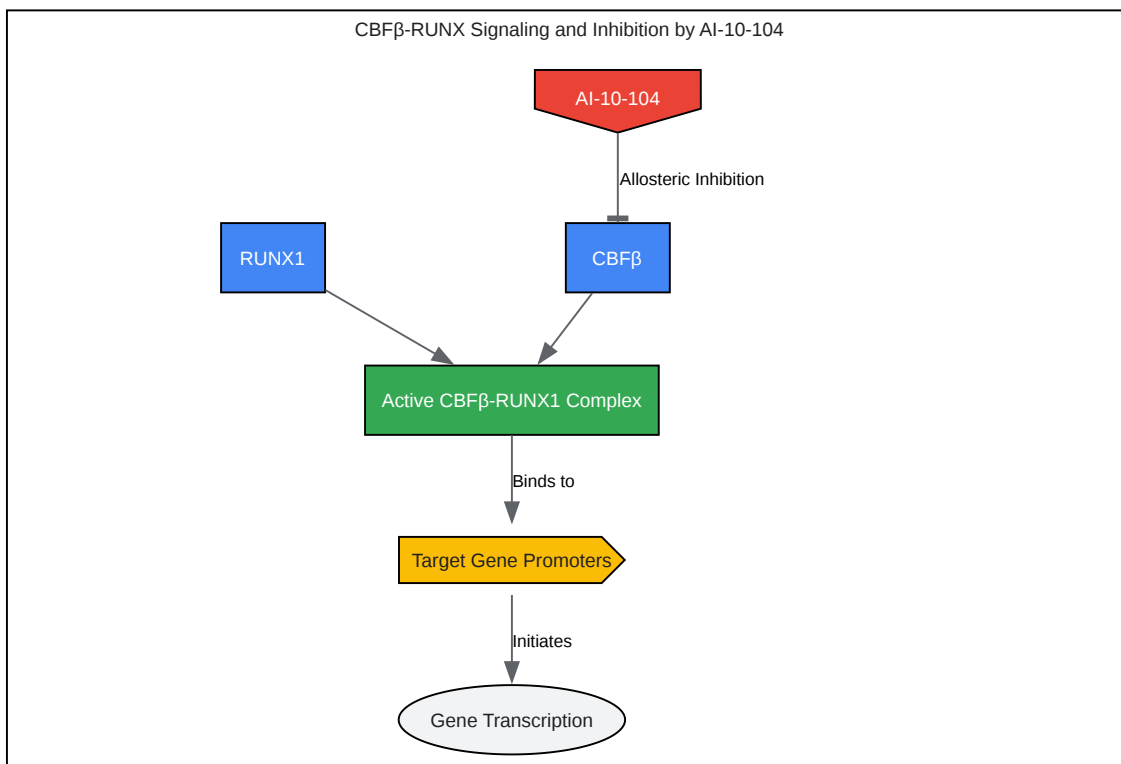 CBFβ-RUNX Signaling and Inhibition by AI-10-104
AI-10-104
Allosteric Inhibition
RUNX1
CBFβ
Active CBFβ-RUNX1 Complex
Binds to
Target Gene Promoters
Initiates
Gene Transcription